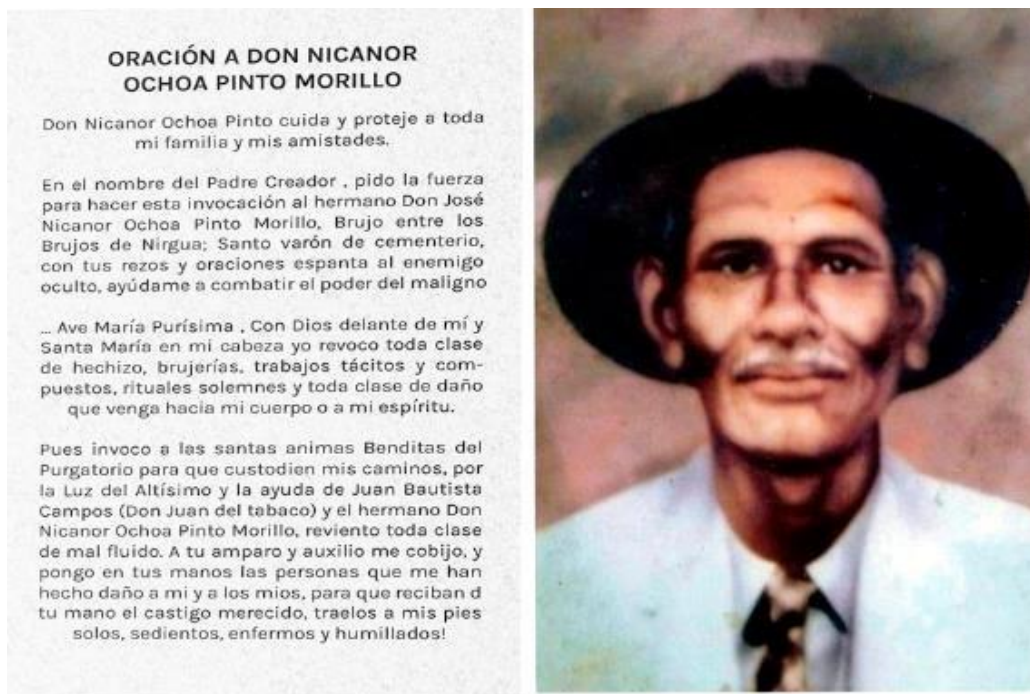 ORACIÓN A DON NICANOR
OCHOA PINTO MORILLO
Don Nicanor Ochoa Pinto cuida y proteje a toda
mi familia y mis amistades.
En el nombre del Padre Creador , pido la fuerza
para hacer esta invocación al hermano Don José
Nicanor Ochoa Pinto Morillo, Brujo entre los
Brujos de Nirgua; Santo varón de cementerio,
con tus rezos y oraciones espanta al enemigo
oculto, ayúdame a combatir el poder del maligno
... Ave María Purísima , Con Dios delante de mí y
Santa María en mi cabeza yo revoco toda clase
de hechizo, brujerías, trabajos tácitos y com-
puestos, rituales solemnes y toda clase de daño
que venga hacia mi cuerpo o a mi espíritu.
Pues invoco a las santas animas Benditas del
Purgatorio para que custodien mis caminos, por
la Luz del Altísimo y la ayuda de Juan Bautista
Campos (Don Juan del tabaco) y el hermano Don
Nicanor Ochoa Pinto Morillo, reviento toda clase
de mal fluido. A tu amparo y auxilio me cobijo, y
pongo en tus manos las personas que me han
hecho daño a mi y a los mios, para que reciban d
tu mano el castigo merecido, traelos a mis pies
solos, sedientos, enfermos y humillados!